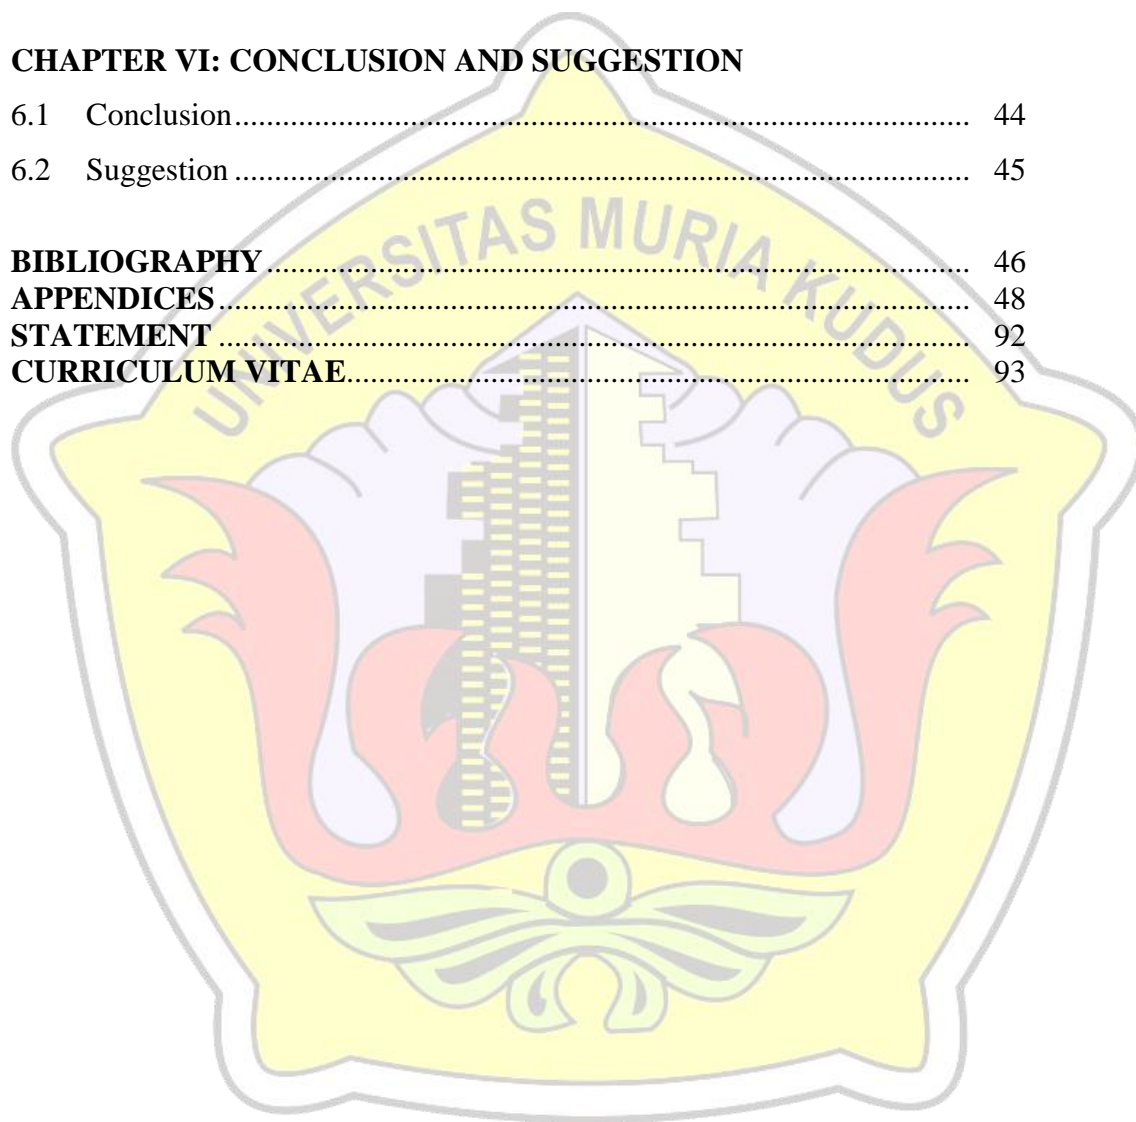 CHAPTER VI: CONCLUSION AND SUGGESTION
6.1 Conclusion............................................................................................ 44
6.2 Suggestion ............................................................................................ 45
UNIVERSITAS MURIA KUDUS
BIBLIOGRAPHY........................................................................................ 46
APPENDICES.............................................................................................. 48
STATEMENT .............................................................................................. 92
CURRICULUM VITAE.............................................................................. 93